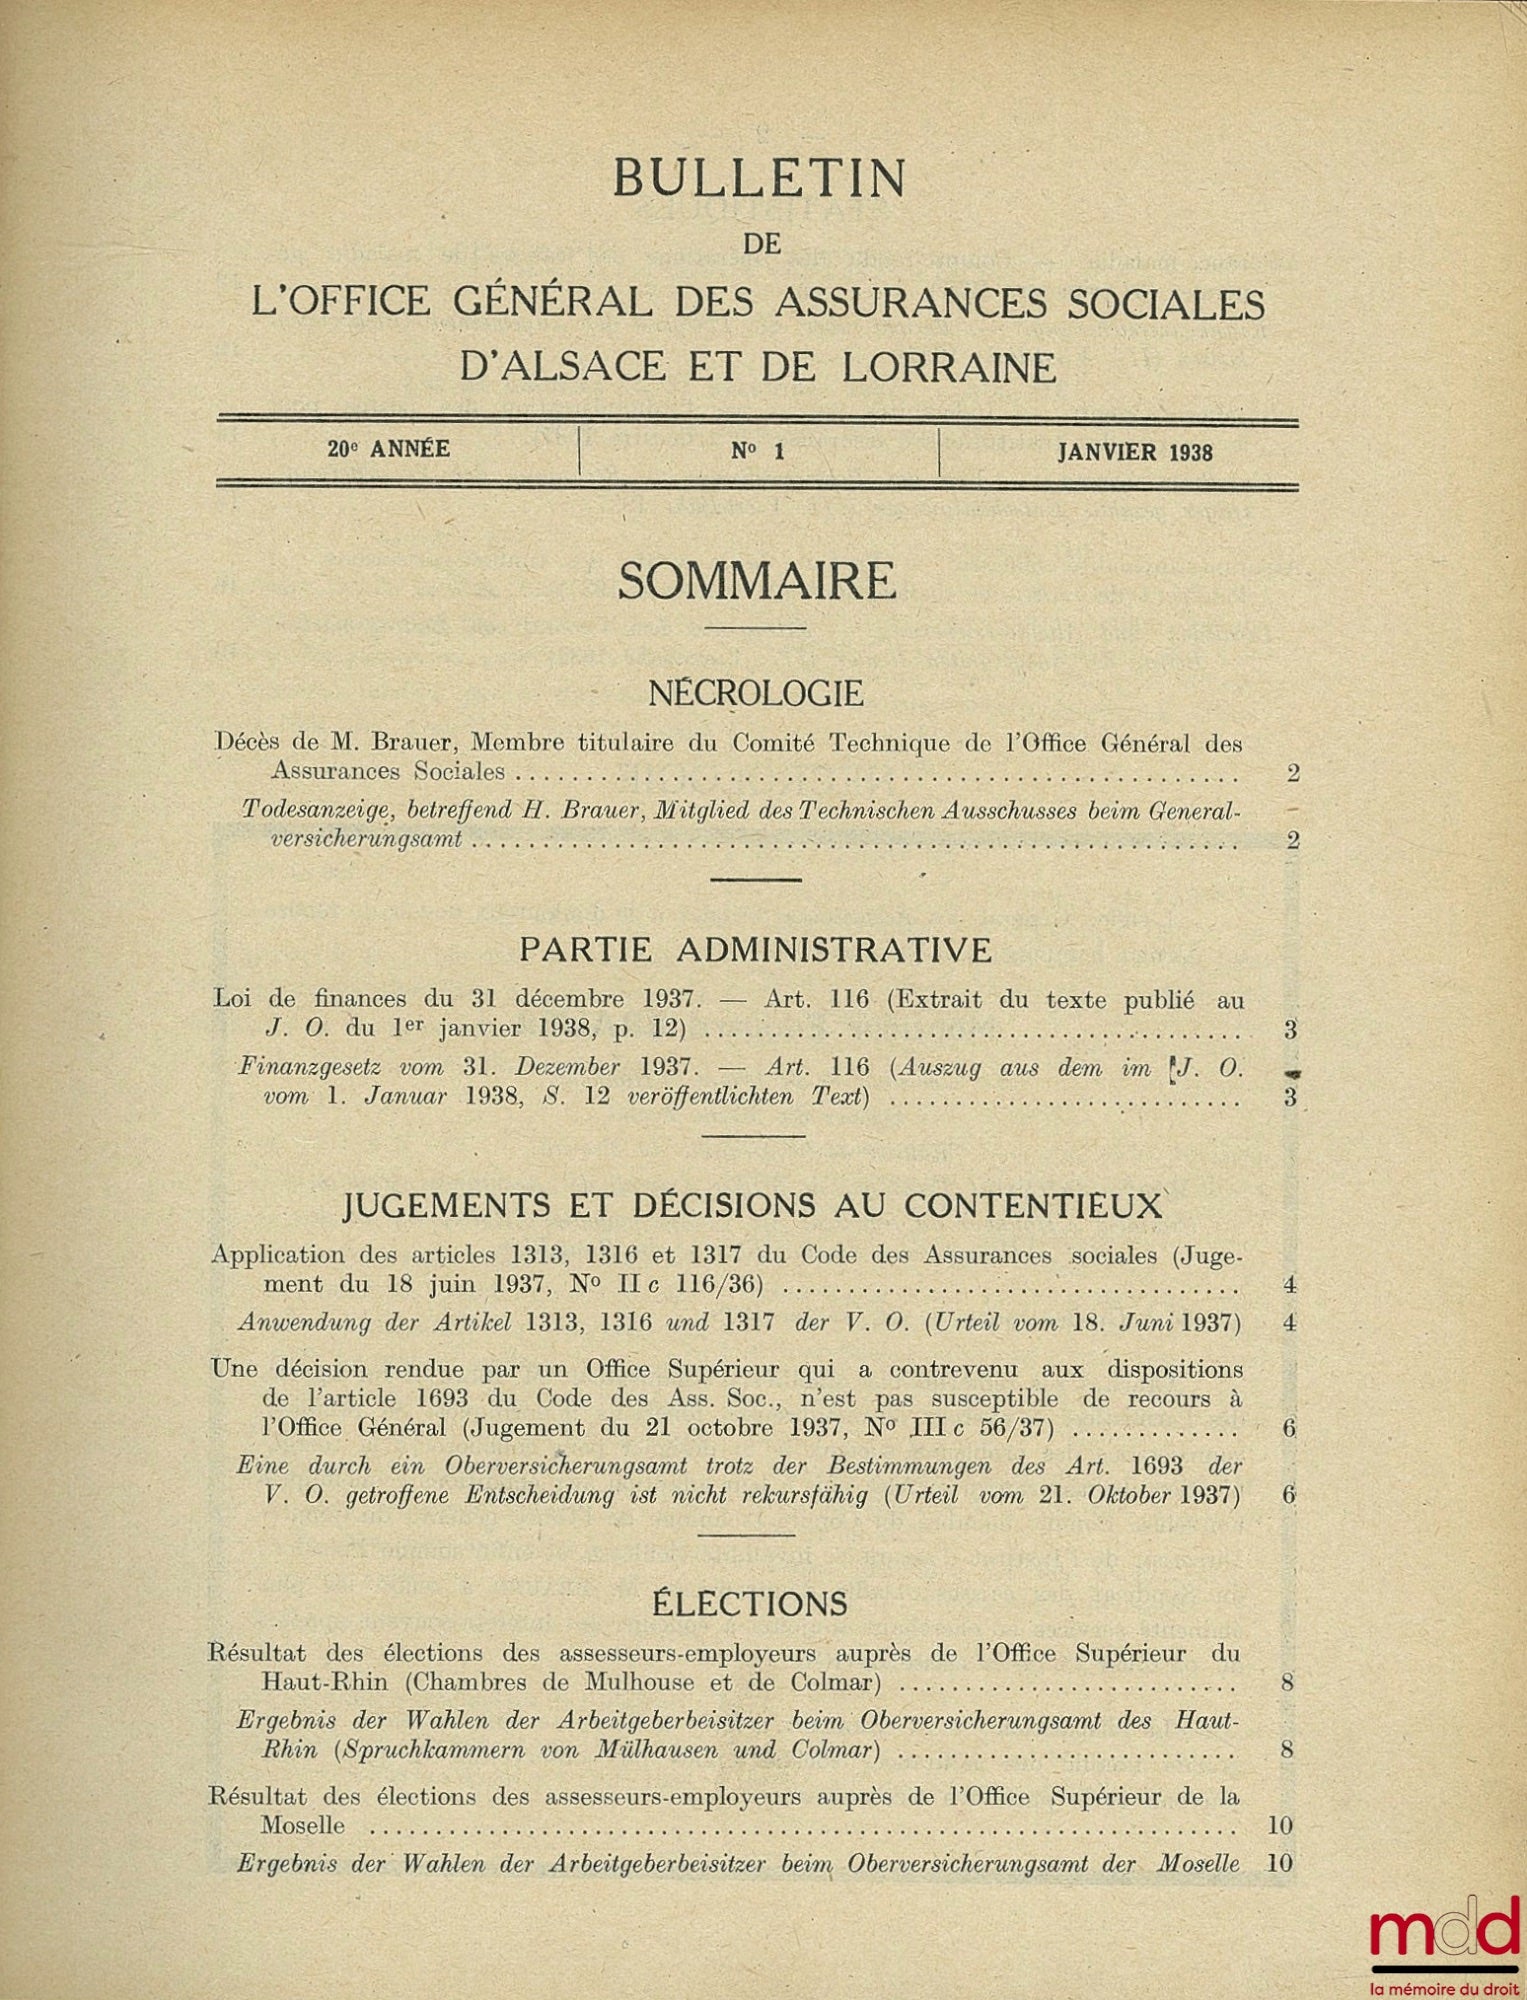 BULLETIN
DE
L'OFFICE GÉNÉRAL DES ASSURANCES SOCIALES
D'ALSACE ET DE LORRAINE
20e ANNÉE
No 1
JANVIER 1938
SOMMAIRE
NÉCROLOGIE
Décès de M. Brauer, Membre titulaire du Comité Technique de l'Office Général des
Assurances Sociales ........ 2
Todesanzeige, betreffend H. Brauer, Mitglied des Technischen Ausschusses beim General-
versicherungsamt ........ 2
PARTIE ADMINISTRATIVE
Loi de finances du 31 décembre 1937. — Art. 116 (Extrait du texte publié au
J. O. du 1er janvier 1938, p. 12) ........ 3
Finanzgesetz vom 31. Dezember 1937. — Art. 116 (Auszug aus dem im J. O.
vom 1. Januar 1938, S. 12 veröffentlichten Text) ........ 3
JUGEMENTS ET DÉCISIONS AU CONTENTIEUX
Application des articles 1313, 1316 et 1317 du Code des Assurances sociales (Juge-
ment du 18 juin 1937, No II c 116/36) ........ 4
Anwendung der Artikel 1313, 1316 und 1317 der V. O. (Urteil vom 18. Juni 1937) 4
Une décision rendue par un Office Supérieur qui a contrevenu aux dispositions
de l'article 1693 du Code des Ass. Soc., n'est pas susceptible de recours à
l'Office Général (Jugement du 21 octobre 1937, No III c 56/37) ........ 6
Eine durch ein Oberversicherungsamt trotz der Bestimmungen des Art. 1693 der
V. O. getroffene Entscheidung ist nicht rekursfähig (Urteil vom 21. Oktober 1937) 6
ÉLECTIONS
Résultat des élections des assesseurs-employeurs auprès de l'Office Supérieur du
Haut-Rhin (Chambres de Mulhouse et de Colmar) ........ 8
Ergebnis der Wahlen der Arbeitgeberbeisitzer beim Oberversicherungsamt des Haut-
Rhin (Spruchkammern von Mülhausen und Colmar) ........ 8
Résultat des élections des assesseurs-employeurs auprès de l'Office Supérieur de la
Moselle ........ 10
Ergebnis der Wahlen der Arbeitgeberbeisitzer beim Oberversicherungsamt der Moselle 10
mdd
la mémoire du droit